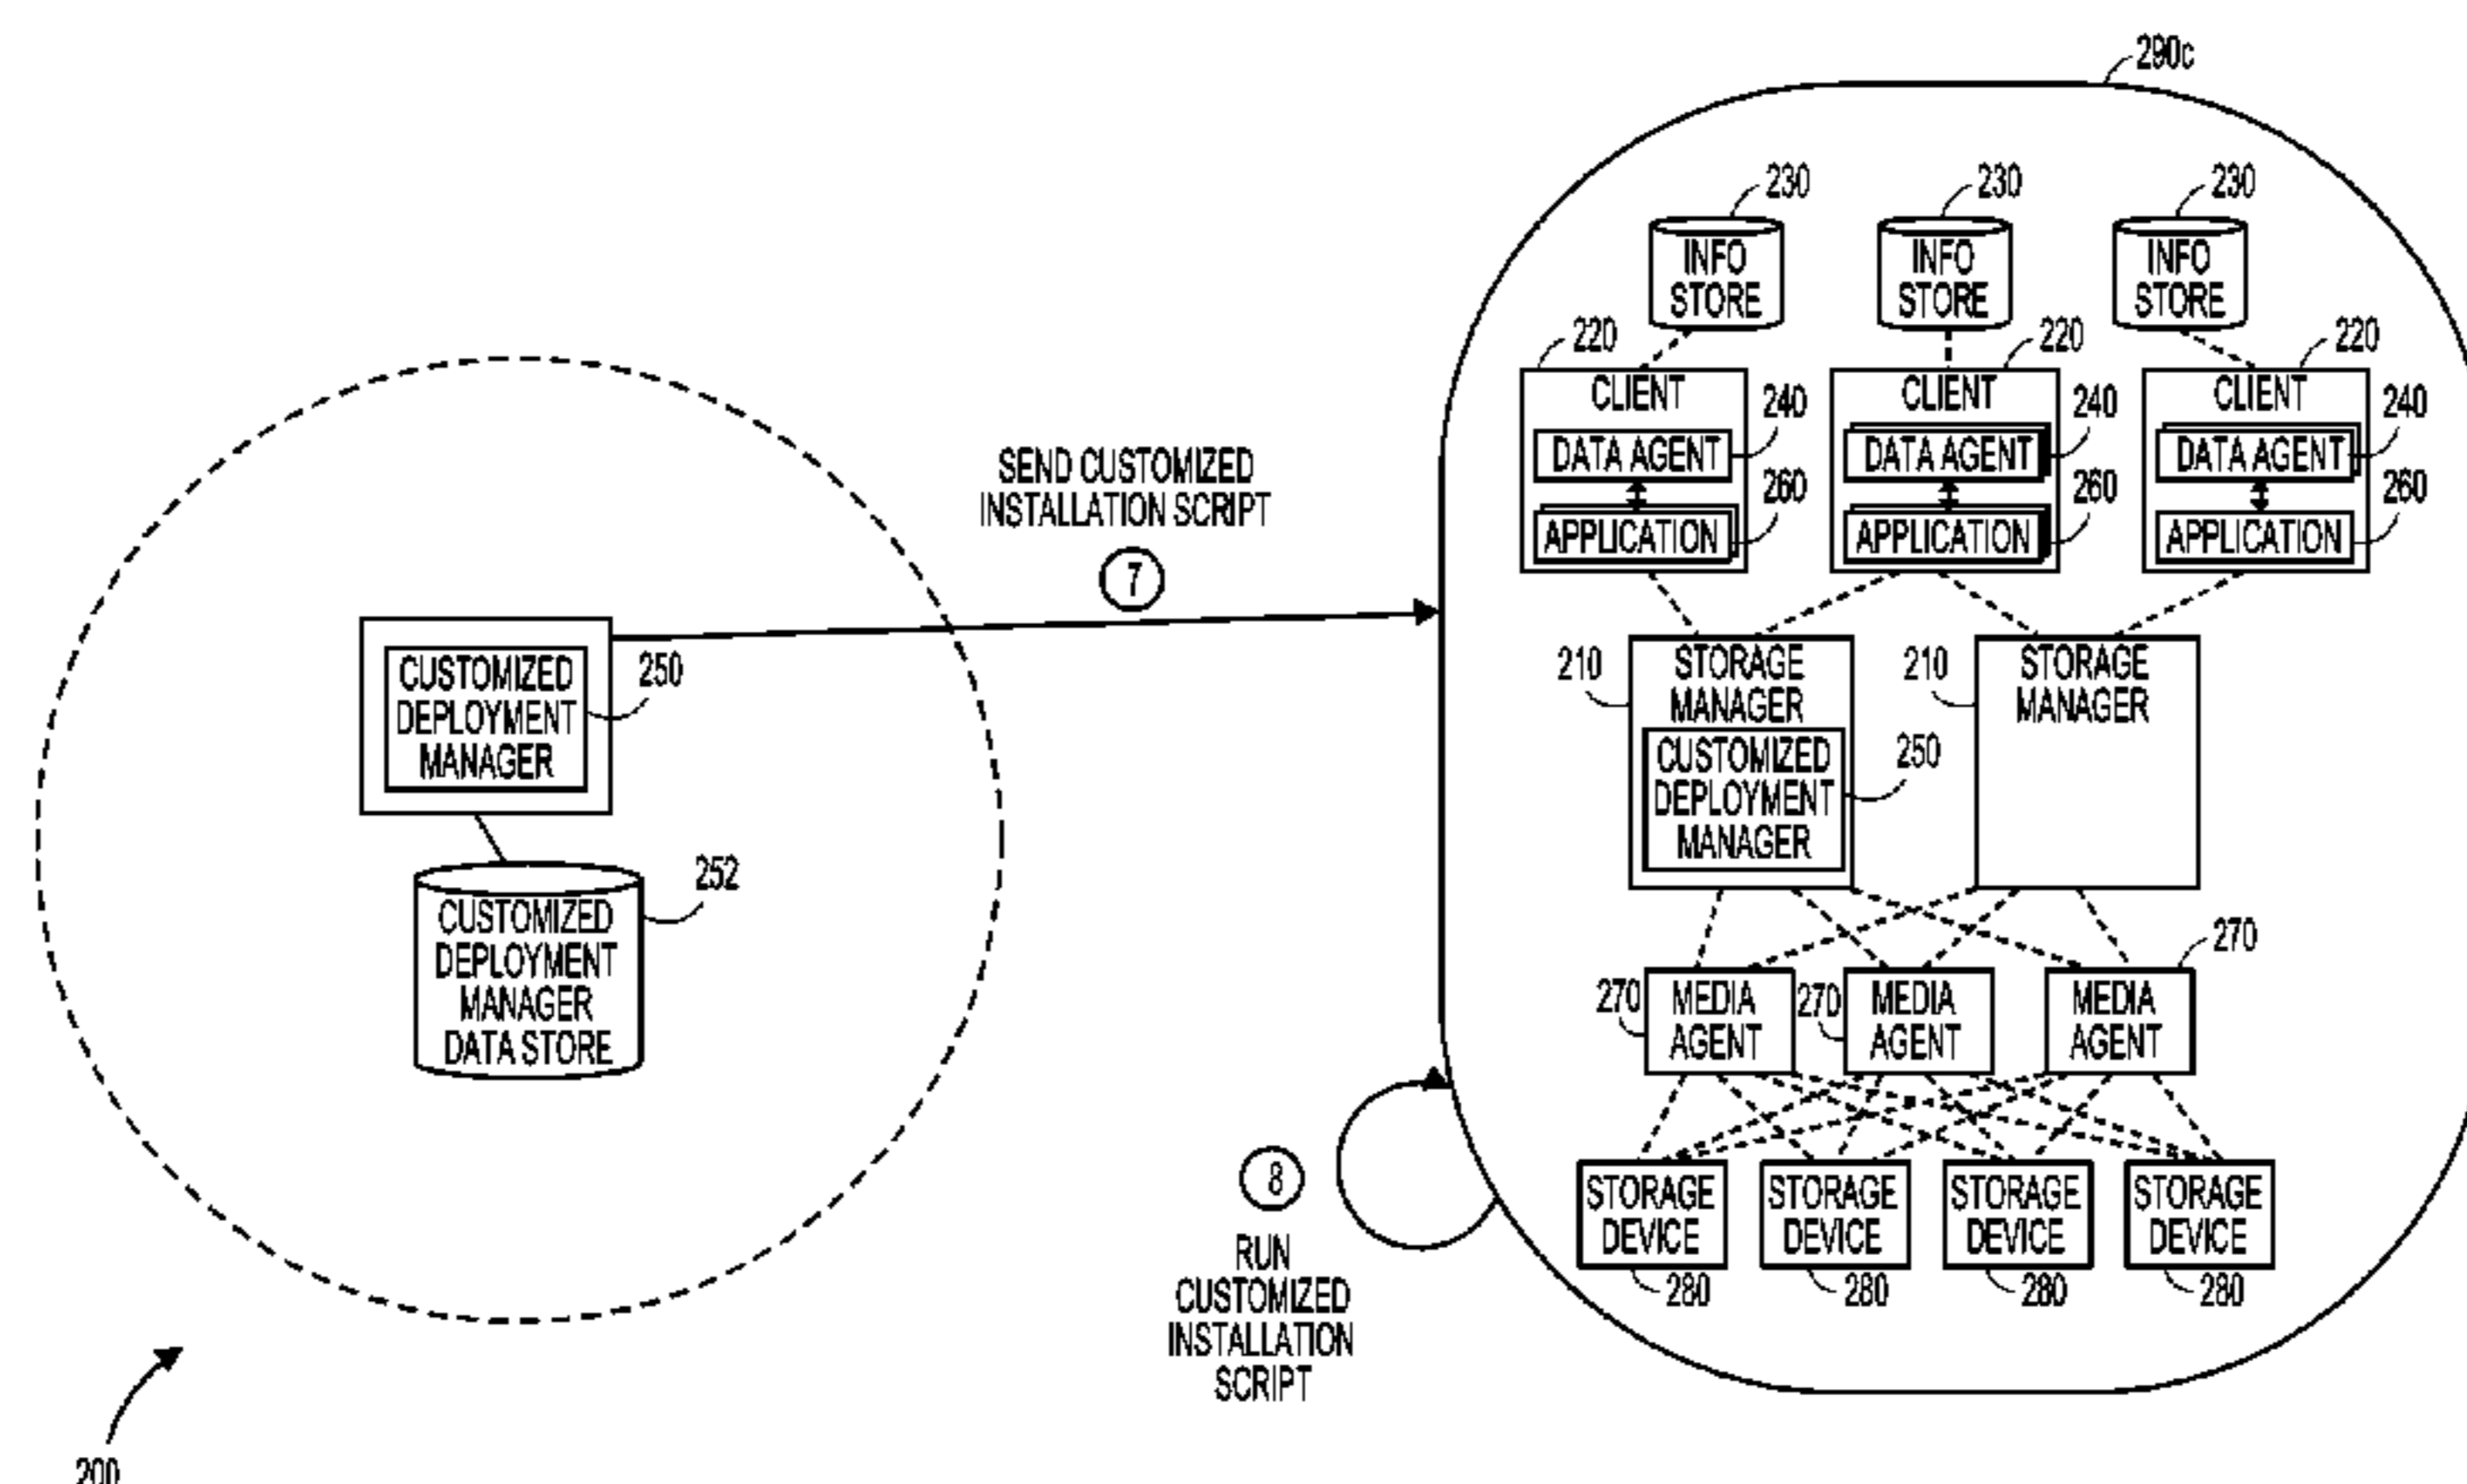 290c
230
230
230
INFO
STORE
INFO
STORE
INFO
STORE
220
220
220
CLIENT
CLIENT
CLIENT
240
240
240
DATA AGENT
DATA AGENT
DATA AGENT
260
260
260
APPLICATION
APPLICATION
APPLICATION
SEND CUSTOMIZED
INSTALLATION SCRIPT
7
CUSTOMIZED
DEPLOYMENT
MANAGER
250
252
CUSTOMIZED
DEPLOYMENT
MANAGER
DATA STORE
210
STORAGE
MANAGER
CUSTOMIZED
DEPLOYMENT
MANAGER
250
210
STORAGE
MANAGER
270
MEDIA
AGENT
270
MEDIA
AGENT
270
MEDIA
AGENT
STORAGE
DEVICE
STORAGE
DEVICE
STORAGE
DEVICE
STORAGE
DEVICE
280
280
280
280
8
RUN
CUSTOMIZED
INSTALLATION
SCRIPT
200